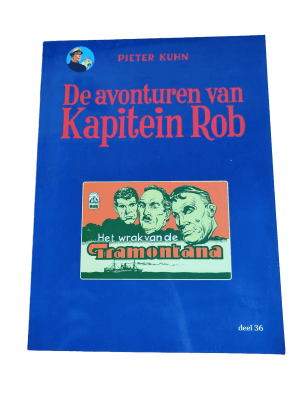 PIETER KUHN
De avonturen van
Kapitein Rob
Het wrak van de
Tramontana
deel 36